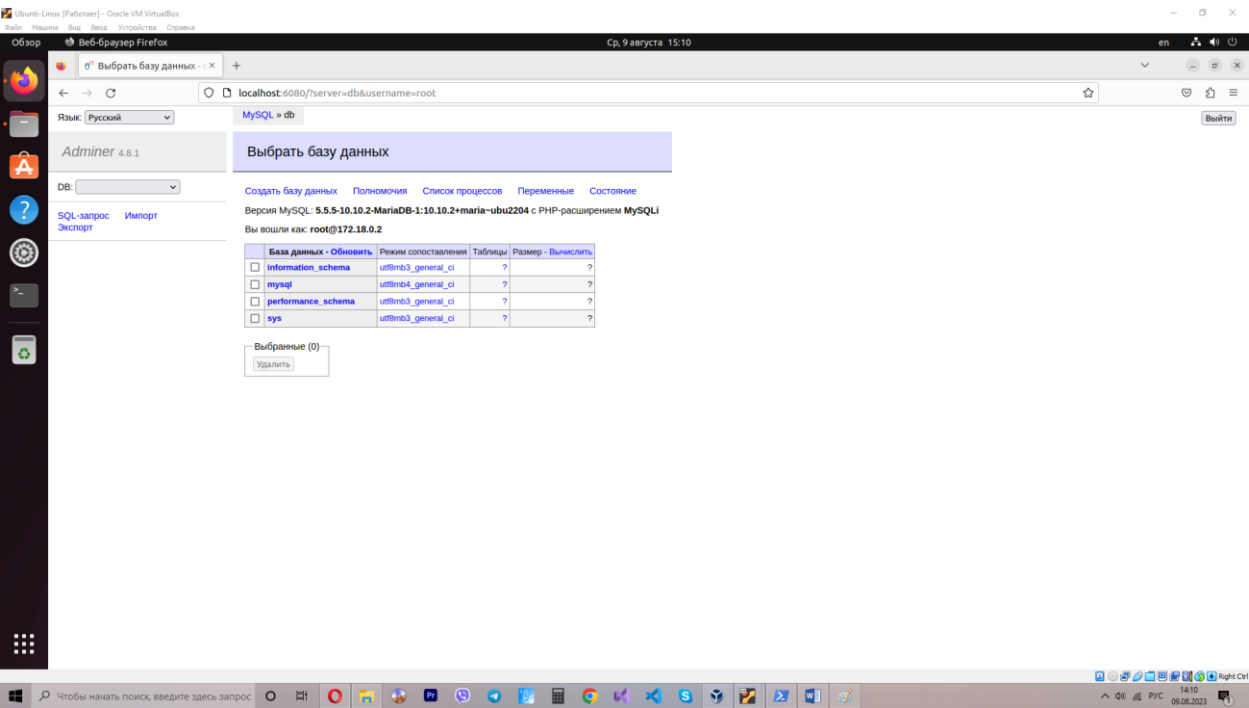 Ubunti-Linux [Работает] - Oracle VM VirtualBox
Файл Машина Вид Ввод Устройства Справка
Обзор Веб-браузер Firefox Ср, 9 августа 15:10 en
Выбрать базу данных -
localhost:6080/?server=db&username=root
Язык: Русский
MySQL » db
Выйти
Adminer 4.8.1
Выбрать базу данных
DB:
Создать базу данных Полномочия Список процессов Переменные Состояние
SQL-запрос Импорт
Экспорт
Версия MySQL: 5.5.5-10.10.2-MariaDB-1:10.10.2+maria~ubu2204 с PHP-расширением MySQLi
Вы вошли как: root@172.18.0.2
База данных - Обновить Режим сопоставления Таблицы Размер - Вычислить
information_schema utf8mb3_general_ci ? ?
mysql utf8mb4_general_ci ? ?
performance_schema utf8mb3_general_ci ? ?
sys utf8mb3_general_ci ? ?
Выбранные (0)
Удалить
Right Ctrl
Чтобы начать поиск, введите здесь запрос
Pr
РУС
14:10
09.08.2023